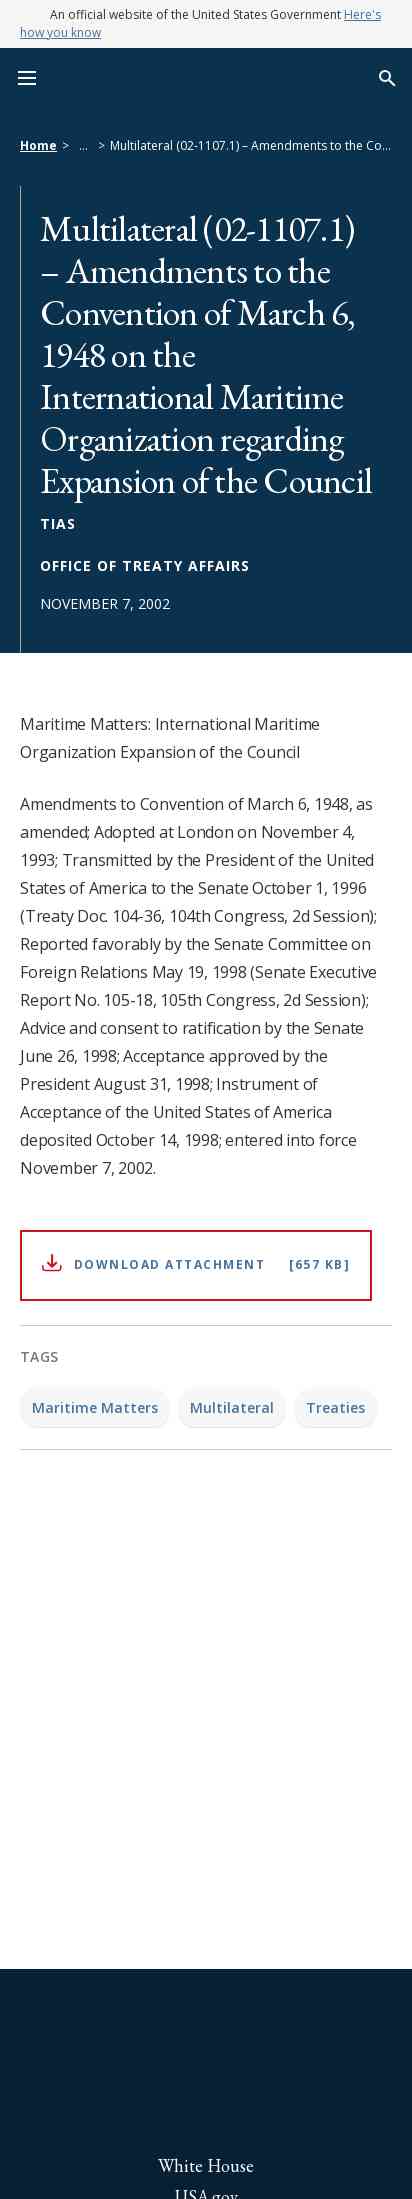 An official website of the United States Government Here's
how you know
Home > ... > Multilateral (02-1107.1) – Amendments to the Co...
Multilateral (02-1107.1)
– Amendments to the
Convention of March 6,
1948 on the
International Maritime
Organization regarding
Expansion of the Council
TIAS
OFFICE OF TREATY AFFAIRS
NOVEMBER 7, 2002
Maritime Matters: International Maritime
Organization Expansion of the Council
Amendments to Convention of March 6, 1948, as
amended; Adopted at London on November 4,
1993; Transmitted by the President of the United
States of America to the Senate October 1, 1996
(Treaty Doc. 104-36, 104th Congress, 2d Session);
Reported favorably by the Senate Committee on
Foreign Relations May 19, 1998 (Senate Executive
Report No. 105-18, 105th Congress, 2d Session);
Advice and consent to ratification by the Senate
June 26, 1998; Acceptance approved by the
President August 31, 1998; Instrument of
Acceptance of the United States of America
deposited October 14, 1998; entered into force
November 7, 2002.
DOWNLOAD ATTACHMENT [657 KB]
TAGS
Maritime Matters Multilateral Treaties
White House
USA.gov